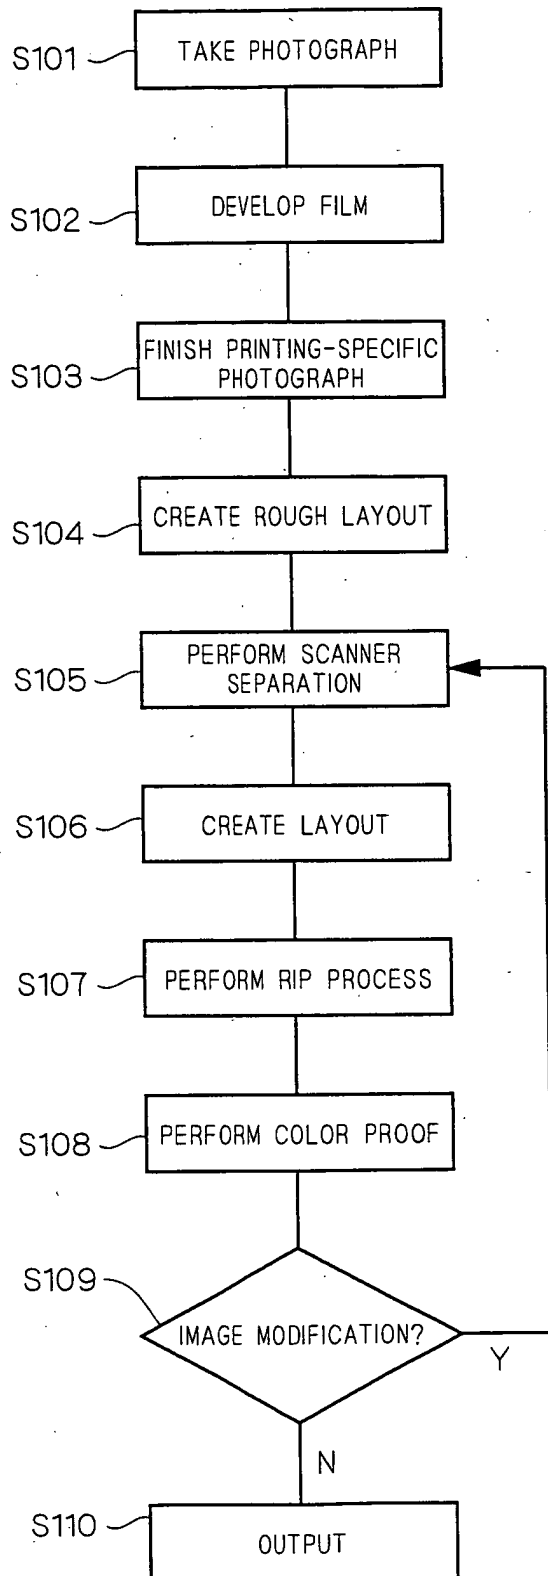 S101
TAKE PHOTOGRAPH
S102
DEVELOP FILM
S103
FINISH PRINTING-SPECIFIC
PHOTOGRAPH
S104
CREATE ROUGH LAYOUT
S105
PERFORM SCANNER
SEPARATION
S106
CREATE LAYOUT
S107
PERFORM RIP PROCESS
S108
PERFORM COLOR PROOF
S109
IMAGE MODIFICATION?
Y
N
S110
OUTPUT